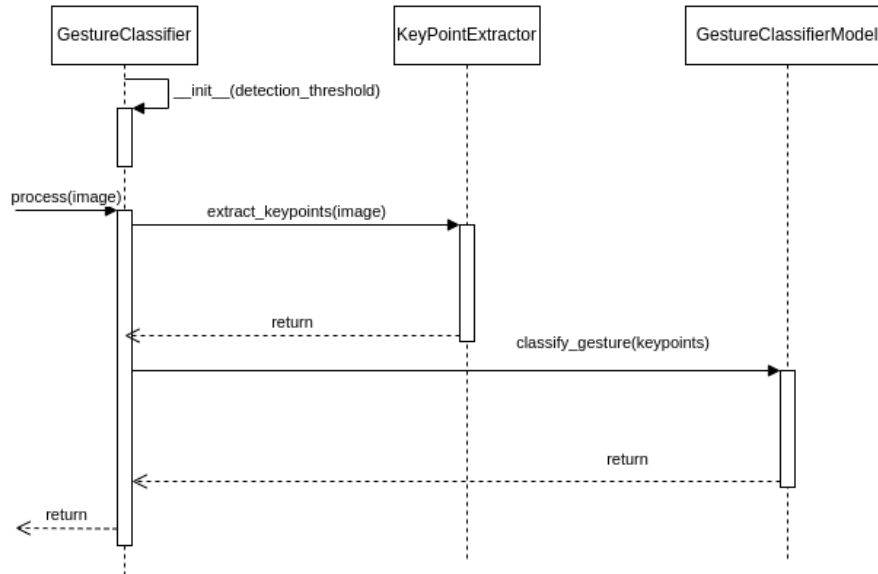 GestureClassifier
KeyPointExtractor
GestureClassifierModel
__init__(detection_threshold)
process(image)
extract_keypoints(image)
return
classify_gesture(keypoints)
return
return